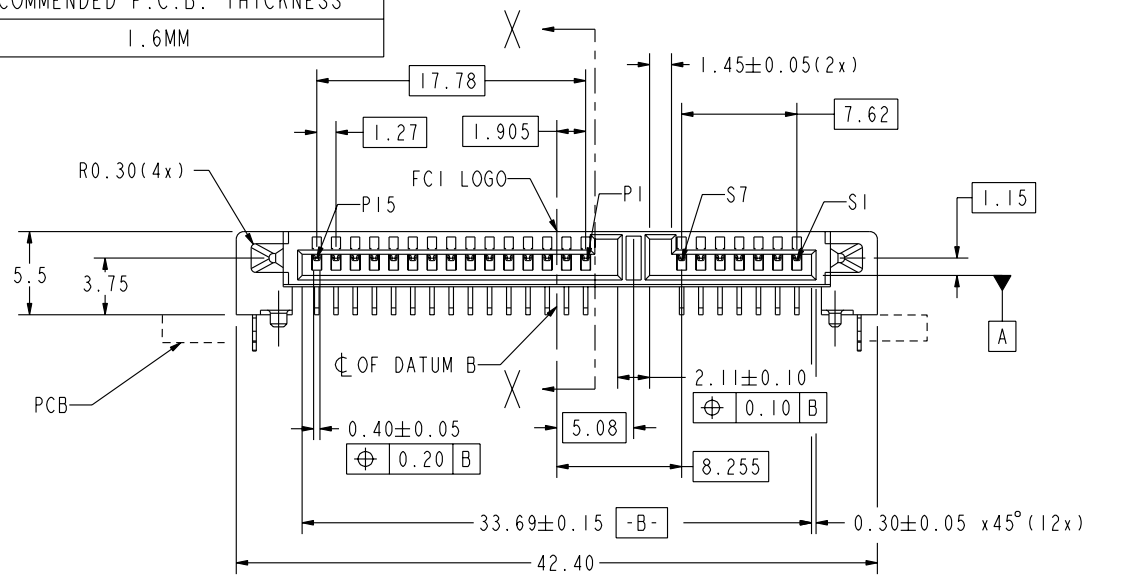 COMMENDED P.C.B. THICKNESS
1.6MM
X
17.78
1.45±0.05(2x)
7.62
1.27
1.905
R0.30(4x)
FCI LOGO
P1
S7
1.15
P15
S1
5.5
3.75
A
℄ OF DATUM B
X
2.11±0.10
⌖ 0.10 B
PCB
0.40±0.05
5.08
⌖ 0.20 B
8.255
33.69±0.15 -B-
0.30±0.05 x45°(12x)
42.40